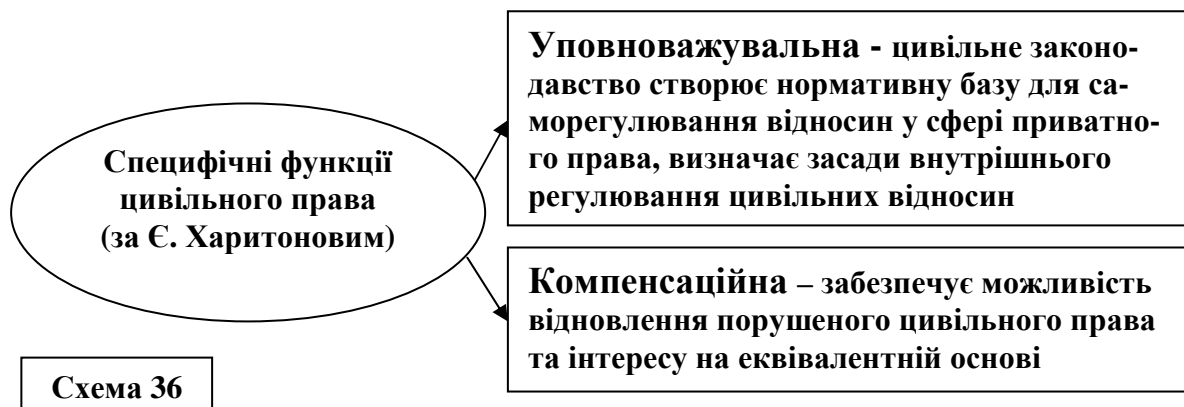 Специфічні функції
цивільного права
(за Є. Харитоновим)
Уповноважувальна - цивільне законо-
давство створює нормативну базу для са-
морегулювання відносин у сфері приватно-
го права, визначає засади внутрішнього
регулювання цивільних відносин
Компенсаційна – забезпечує можливість
відновлення порушеного цивільного права
та інтересу на еквівалентній основі
Схема 36